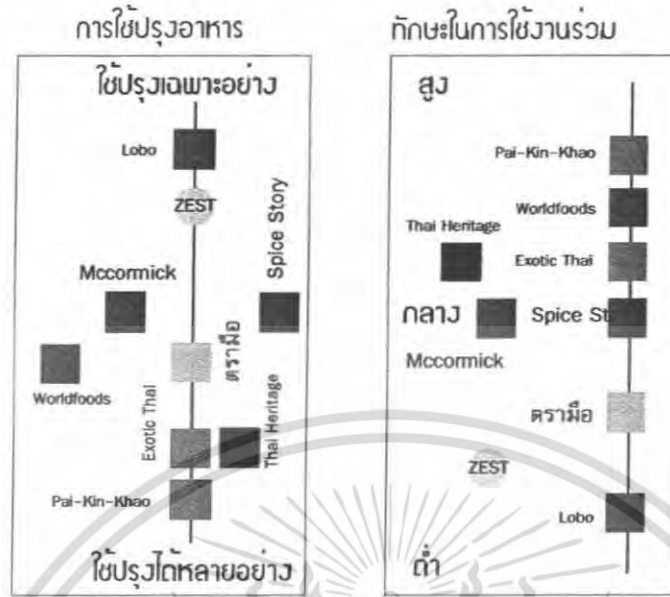 การใช้ปรุงอาหาร
ใช้ปรุงเฉพาะอย่าง
Lobo
ZEST
Spice Story
Mccormick
ตรามือ
Worldfoods
Exotic Thai
Thai Heritage
Pai-Kin-Khao
ใช้ปรุงได้หลายอย่าง
ทักษะในการใช้งานร่วม
สูง
Pai-Kin-Khao
Worldfoods
Thai Heritage
Exotic Thai
กลาง
Spice St
Mccormick
ตรามือ
ZEST
Lobo
ต่ำ